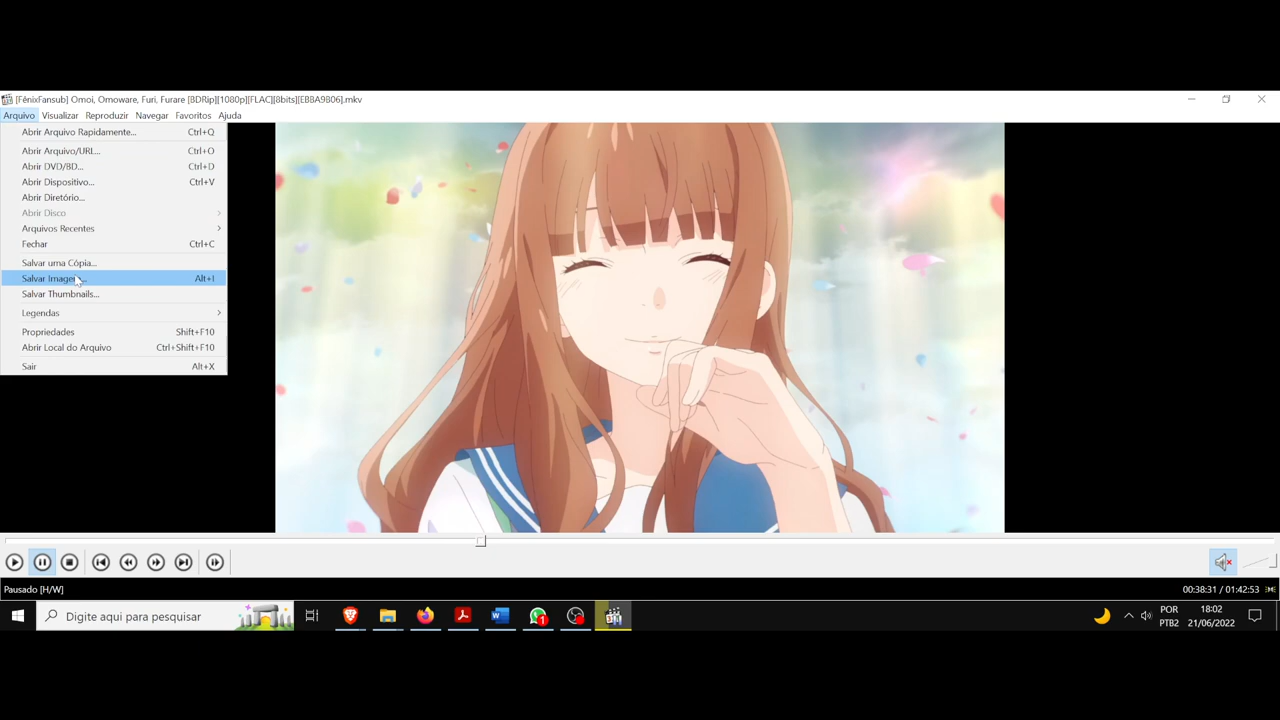 [FênixFansub] Omoi, Omoware, Furi, Furare [BDRip][1080p][FLAC][8bits][EBBA9B06].mkv
Arquivo Visualizar Reproduzir Navegar Favoritos Ajuda
Abrir Arquivo Rapidamente... Ctrl+Q
Abrir Arquivo/URL... Ctrl+O
Abrir DVD/BD... Ctrl+D
Abrir Dispositivo... Ctrl+V
Abrir Diretório...
Abrir Disco
Arquivos Recentes
Fechar Ctrl+C
Salvar uma Cópia...
Salvar Imagem... Alt+I
Salvar Thumbnails...
Legendas
Propriedades Shift+F10
Abrir Local do Arquivo Ctrl+Shift+F10
Sair Alt+X
Pausado [H/W] 00:38:31 / 01:42:53
Digite aqui para pesquisar
1
POR
PTB2
18:02
21/06/2022